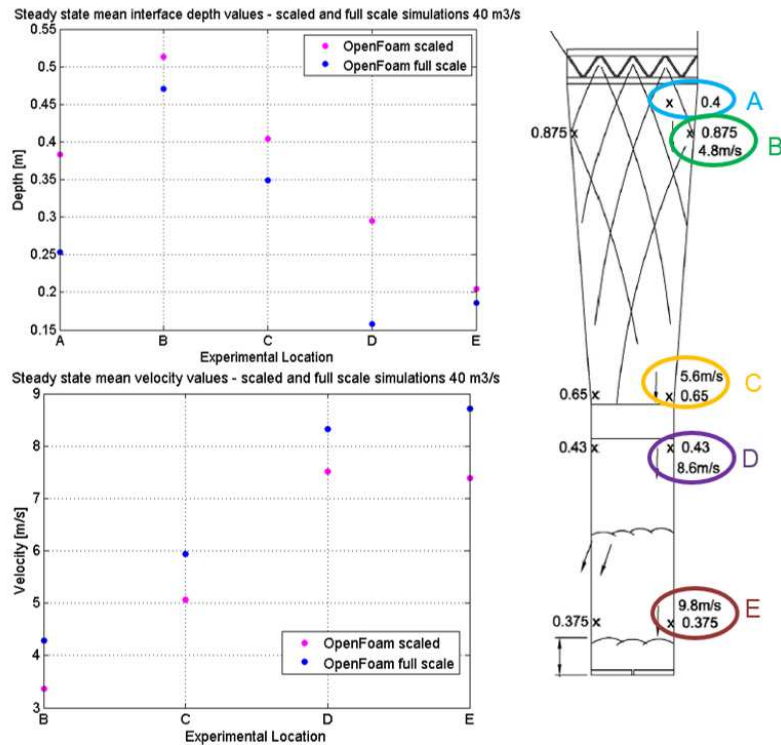 Steady state mean interface depth values - scaled and full scale simulations 40 m3/s
0.55
0.5
0.45
0.4
0.35
0.3
0.25
0.2
0.15
Depth [m]
OpenFoam scaled
OpenFoam full scale
A
B
C
D
E
Experimental Location
Steady state mean velocity values - scaled and full scale simulations 40 m3/s
9
8
7
6
5
4
3
Velocity [m/s]
OpenFoam scaled
OpenFoam full scale
B
C
D
E
Experimental Location
x 0.4 A
0.875 x
x 0.875 B
4.8m/s
5.6m/s
0.65 x
x 0.65 C
0.43 x
x 0.43 D
8.6m/s
9.8m/s E
0.375 x
x 0.375